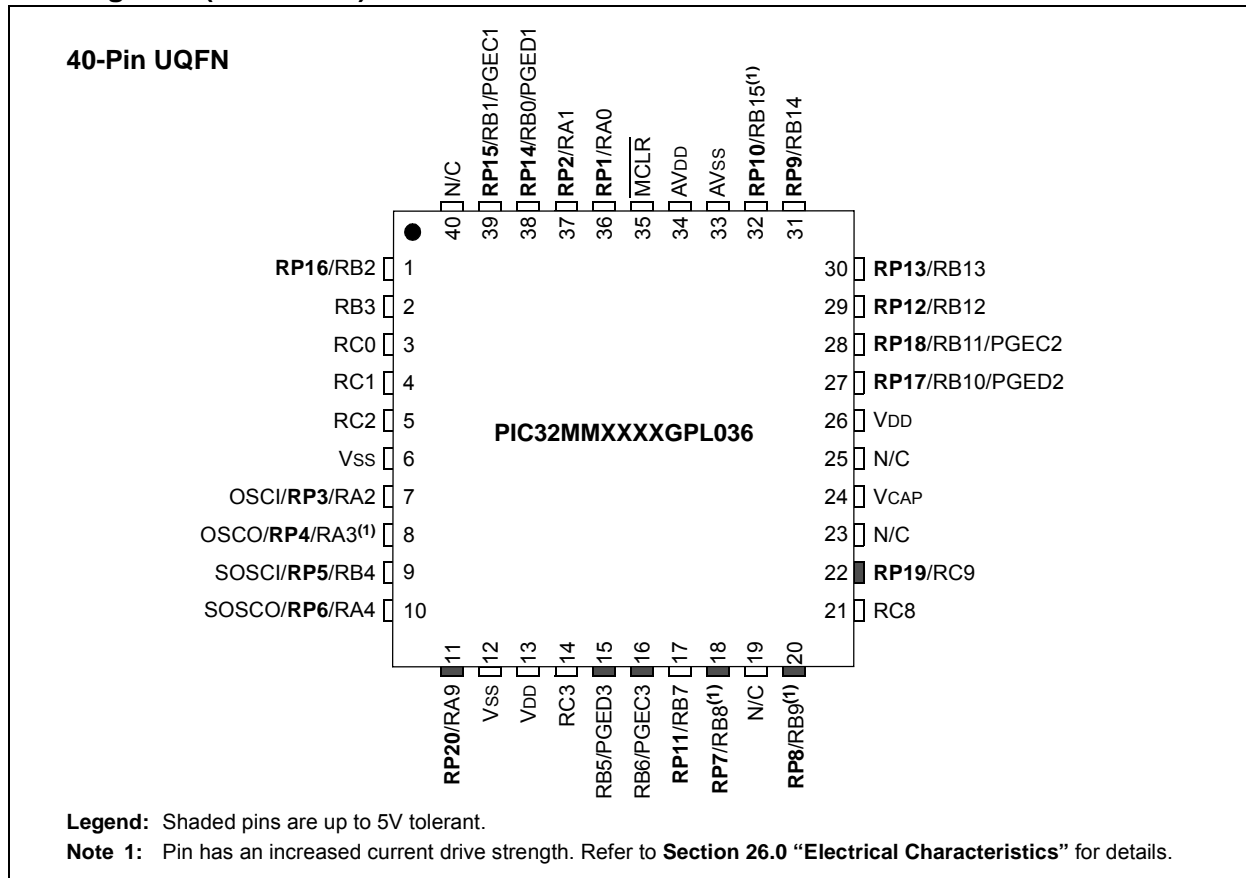 40-Pin UQFN
N/C
RP15/RB1/PGEC1
RP14/RB0/PGED1
RP2/RA1
RP1/RA0
MCLR
AVDD
AVSS
RP10/RB15(1)
RP9/RB14
40
39
38
37
36
35
34
33
32
31
RP16/RB2 1
RB3 2
RC0 3
RC1 4
RC2 5
VSS 6
OSCI/RP3/RA2 7
OSCO/RP4/RA3(1) 8
SOSCI/RP5/RB4 9
SOSCO/RP6/RA4 10
PIC32MMXXXXGPL036
30 RP13/RB13
29 RP12/RB12
28 RP18/RB11/PGEC2
27 RP17/RB10/PGED2
26 VDD
25 N/C
24 VCAP
23 N/C
22 RP19/RC9
21 RC8
11
12
13
14
15
16
17
18
19
20
RP20/RA9
VSS
VDD
RC3
RB5/PGED3
RB6/PGEC3
RP11/RB7
RP7/RB8(1)
N/C
RP8/RB9(1)
Legend: Shaded pins are up to 5V tolerant.
Note 1: Pin has an increased current drive strength. Refer to Section 26.0 “Electrical Characteristics” for details.